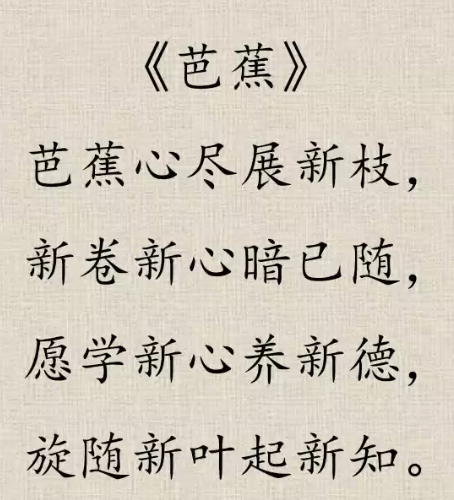 《芭蕉》
芭蕉心尽展新枝，
新卷新心暗已随，
愿学新心养新德，
旋随新叶起新知。